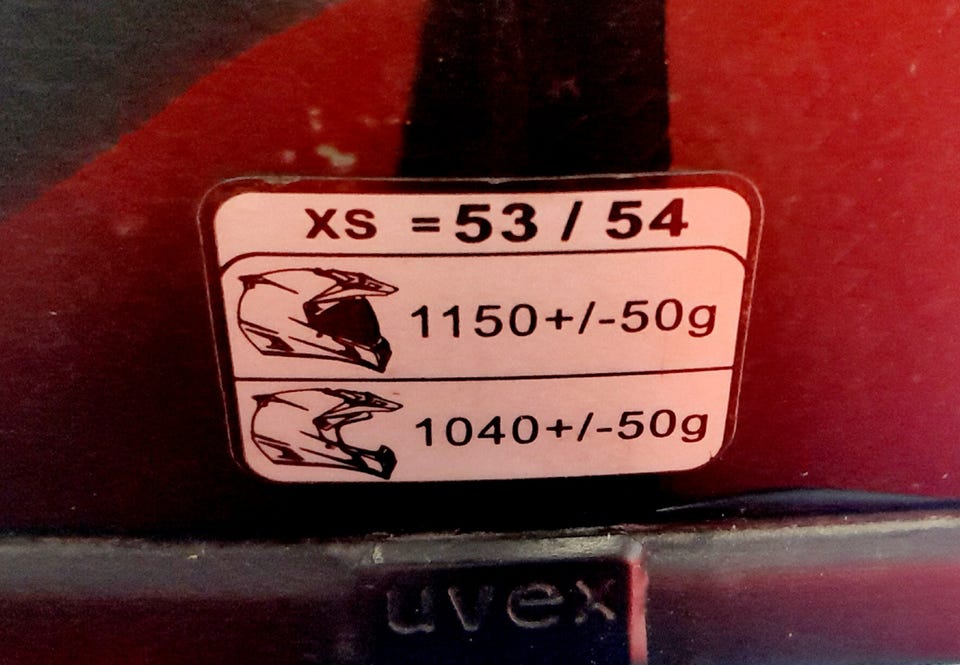 XS = 53 / 54
1150+/-50g
1040+/-50g
uvex